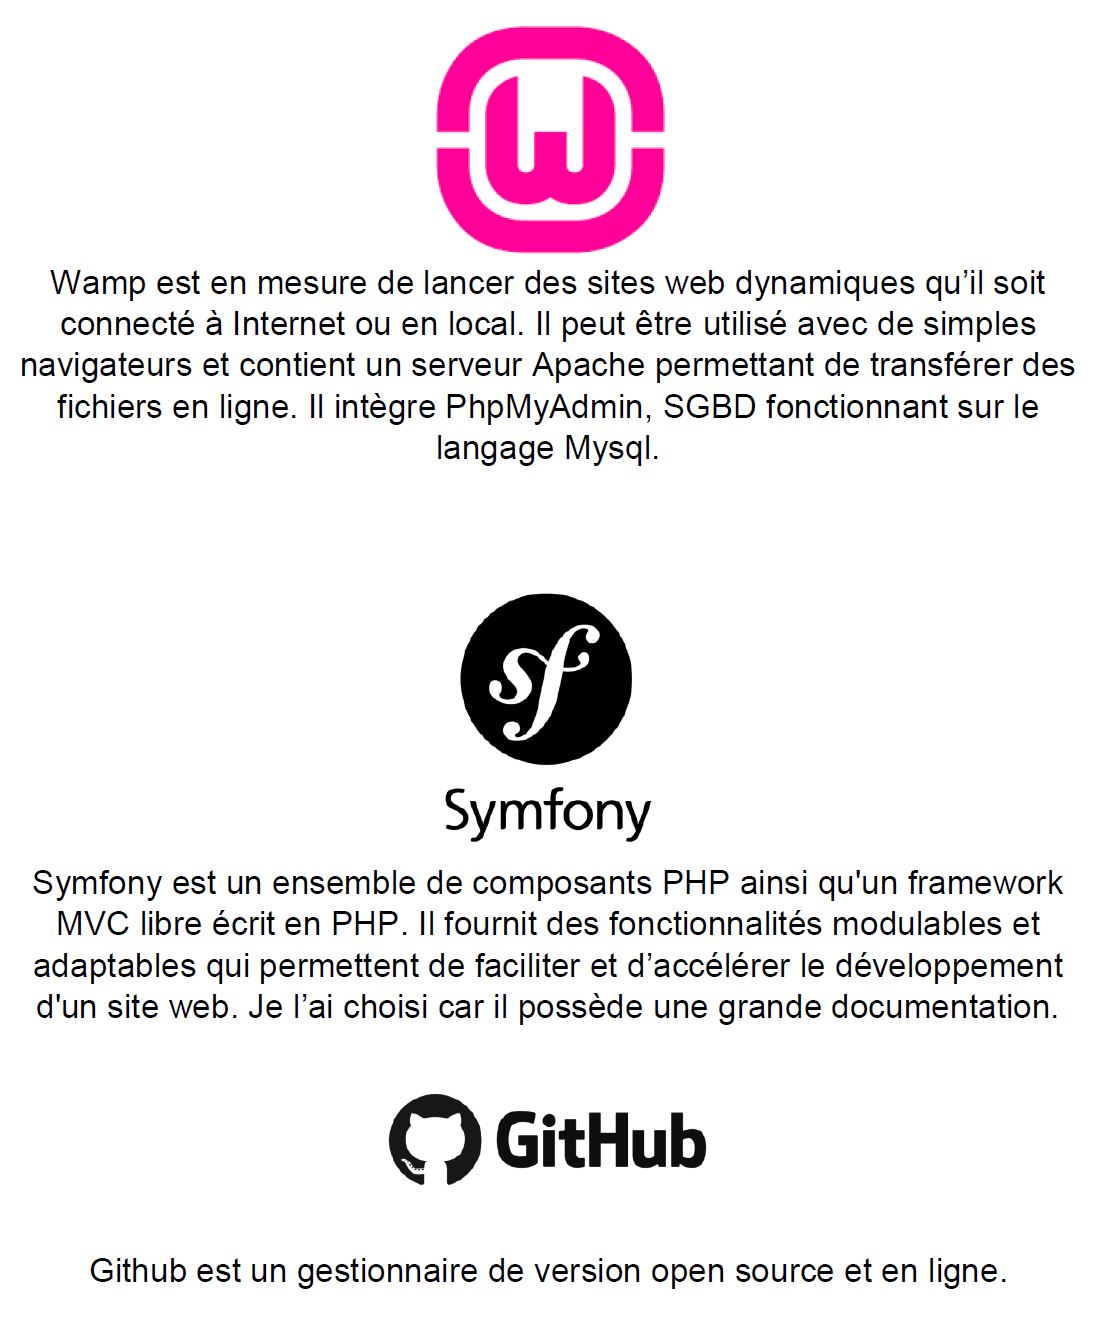 W
Wamp est en mesure de lancer des sites web dynamiques qu’il soit
connecté à Internet ou en local. Il peut être utilisé avec de simples
navigateurs et contient un serveur Apache permettant de transférer des
fichiers en ligne. Il intègre PhpMyAdmin, SGBD fonctionnant sur le
langage Mysql.
sf
Symfony
Symfony est un ensemble de composants PHP ainsi qu'un framework
MVC libre écrit en PHP. Il fournit des fonctionnalités modulables et
adaptables qui permettent de faciliter et d’accélérer le développement
d'un site web. Je l’ai choisi car il possède une grande documentation.
GitHub
Github est un gestionnaire de version open source et en ligne.